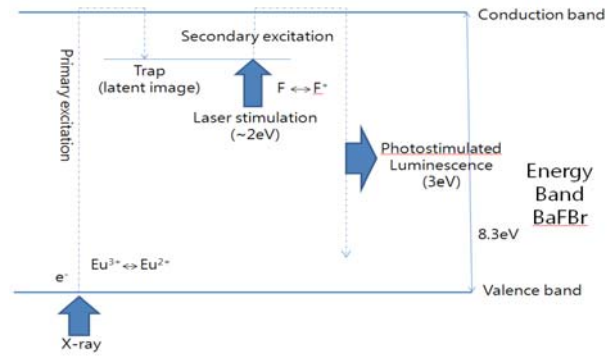 Conduction band
Secondary excitation
Primary excitation
Trap
(latent image)
F ↔ F⁺
Laser stimulation
(~2eV)
Photostimulated
Luminescence
(3eV)
Energy
Band
BaFBr
8.3eV
Eu³⁺↔Eu²⁺
e⁻
Valence band
X-ray